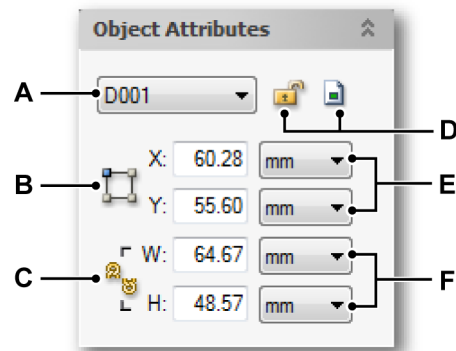 Object Attributes
A D001 D
B X: 60.28 mm E
Y: 55.60 mm
C W: 64.67 mm F
H: 48.57 mm